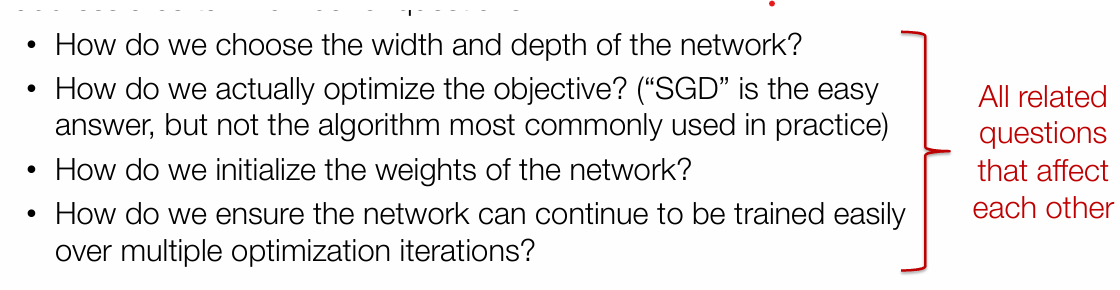 • How do we choose the width and depth of the network?
• How do we actually optimize the objective? (“SGD” is the easy
answer, but not the algorithm most commonly used in practice)
• How do we initialize the weights of the network?
• How do we ensure the network can continue to be trained easily
over multiple optimization iterations?
All related
questions
that affect
each other